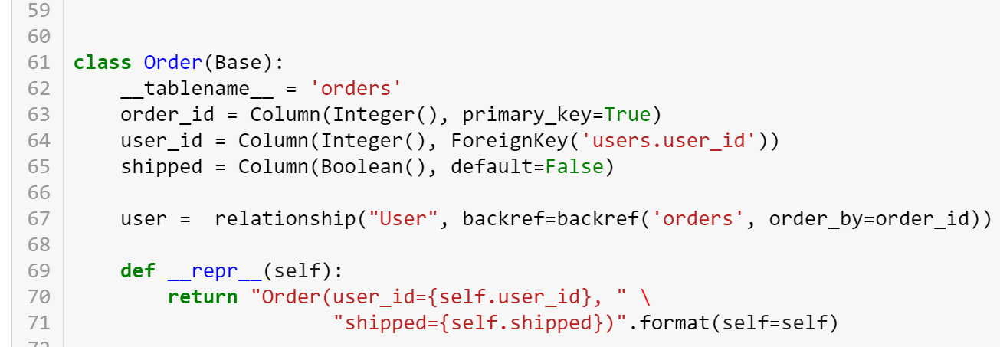 59
60
61 class Order(Base):
62     __tablename__ = 'orders'
63     order_id = Column(Integer(), primary_key=True)
64     user_id = Column(Integer(), ForeignKey('users.user_id'))
65     shipped = Column(Boolean(), default=False)
66
67     user =  relationship("User", backref=backref('orders', order_by=order_id))
68
69     def __repr__(self):
70         return "Order(user_id={self.user_id}, " \
71                       "shipped={self.shipped})".format(self=self)
72